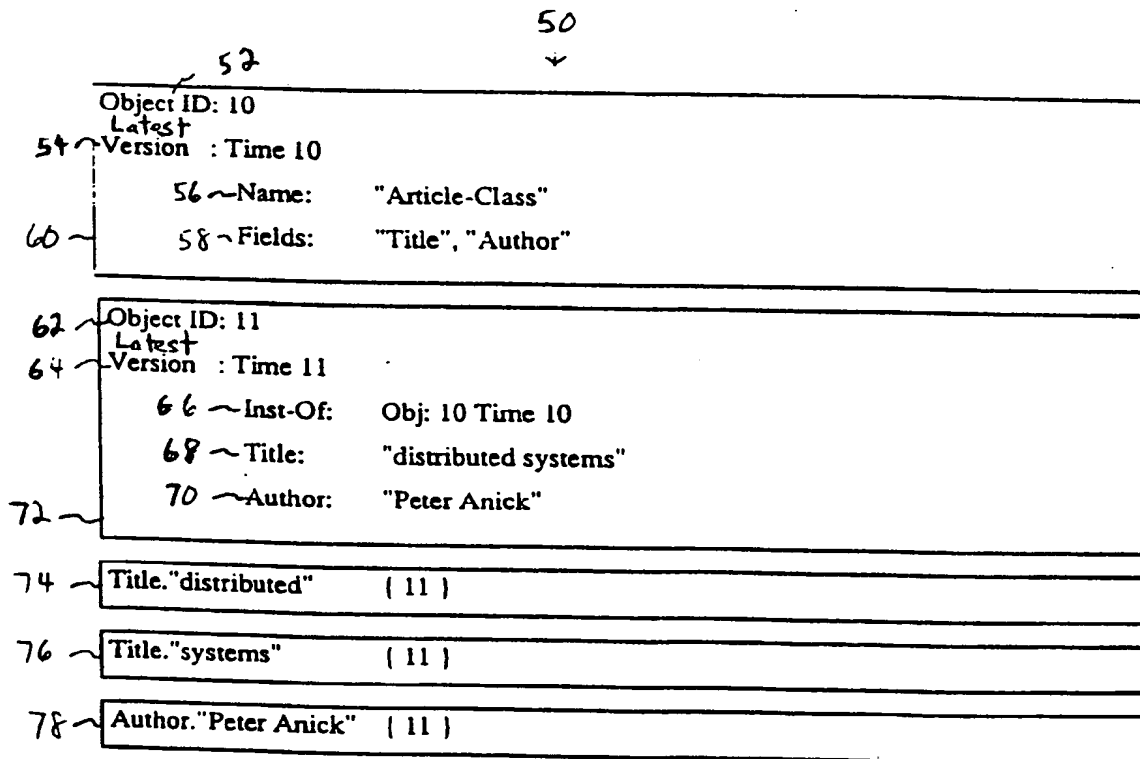 50
52
Object ID: 10
Latest
54 Version : Time 10
56 Name: "Article-Class"
60 58 Fields: "Title", "Author"
62 Object ID: 11
Latest
64 Version : Time 11
66 Inst-Of: Obj: 10 Time 10
68 Title: "distributed systems"
70 Author: "Peter Anick"
72
74 Title."distributed" { 11 }
76 Title."systems" { 11 }
78 Author."Peter Anick" { 11 }